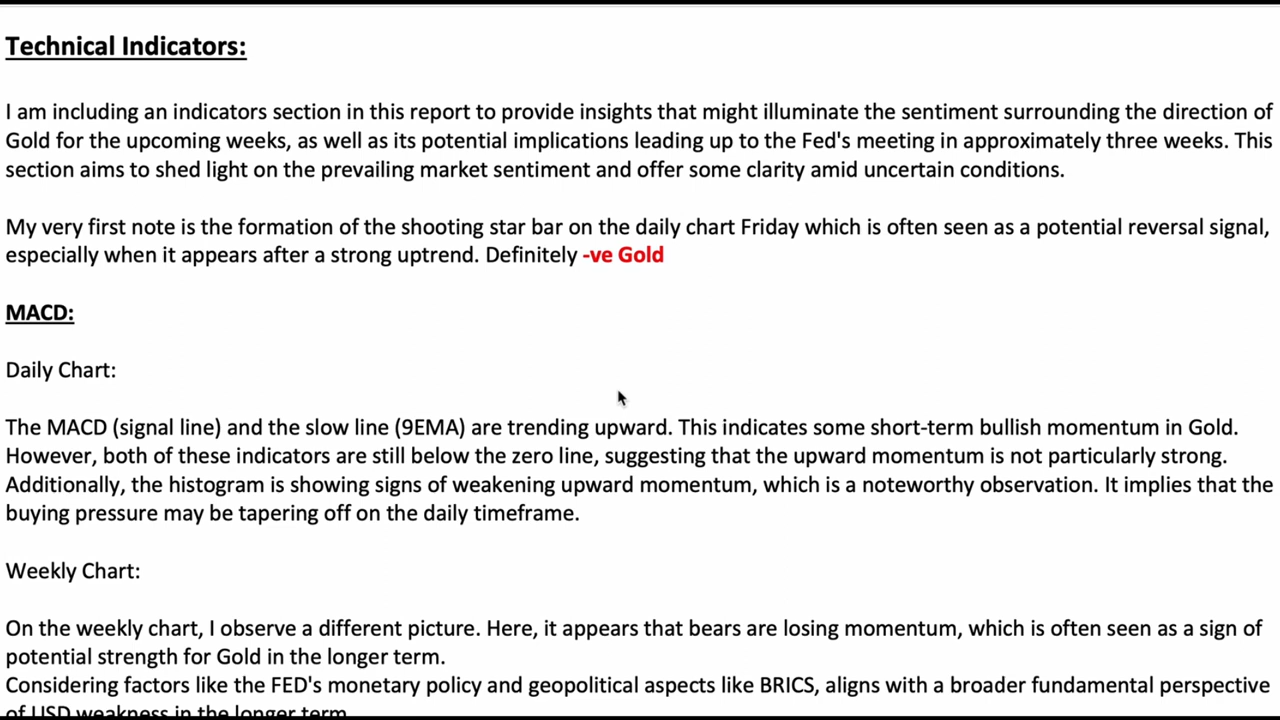 Technical Indicators:
I am including an indicators section in this report to provide insights that might illuminate the sentiment surrounding the direction of
Gold for the upcoming weeks, as well as its potential implications leading up to the Fed's meeting in approximately three weeks. This
section aims to shed light on the prevailing market sentiment and offer some clarity amid uncertain conditions.
My very first note is the formation of the shooting star bar on the daily chart Friday which is often seen as a potential reversal signal,
especially when it appears after a strong uptrend. Definitely -ve Gold
MACD:
Daily Chart:
The MACD (signal line) and the slow line (9EMA) are trending upward. This indicates some short-term bullish momentum in Gold.
However, both of these indicators are still below the zero line, suggesting that the upward momentum is not particularly strong.
Additionally, the histogram is showing signs of weakening upward momentum, which is a noteworthy observation. It implies that the
buying pressure may be tapering off on the daily timeframe.
Weekly Chart:
On the weekly chart, I observe a different picture. Here, it appears that bears are losing momentum, which is often seen as a sign of
potential strength for Gold in the longer term.
Considering factors like the FED's monetary policy and geopolitical aspects like BRICS, aligns with a broader fundamental perspective
of USD weakness in the longer term